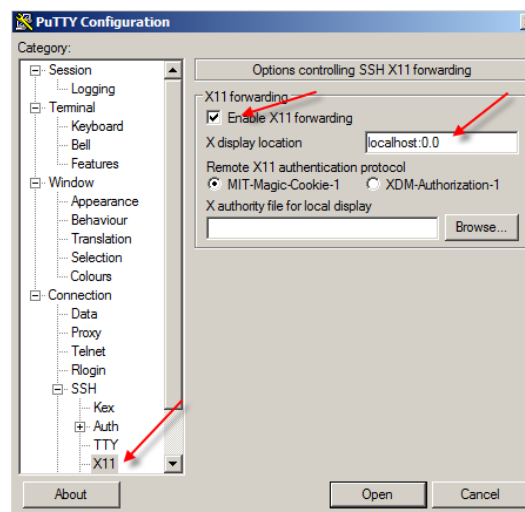 PuTTY Configuration
Category:
Session
Logging
Terminal
Keyboard
Bell
Features
Window
Appearance
Behaviour
Translation
Selection
Colours
Connection
Data
Proxy
Telnet
Rlogin
SSH
Kex
Auth
TTY
X11
Options controlling SSH X11 forwarding
X11 forwarding
Enable X11 forwarding
X display location localhost:0.0
Remote X11 authentication protocol
MIT-Magic-Cookie-1 XDM-Authorization-1
X authority file for local display
Browse...
About Open Cancel